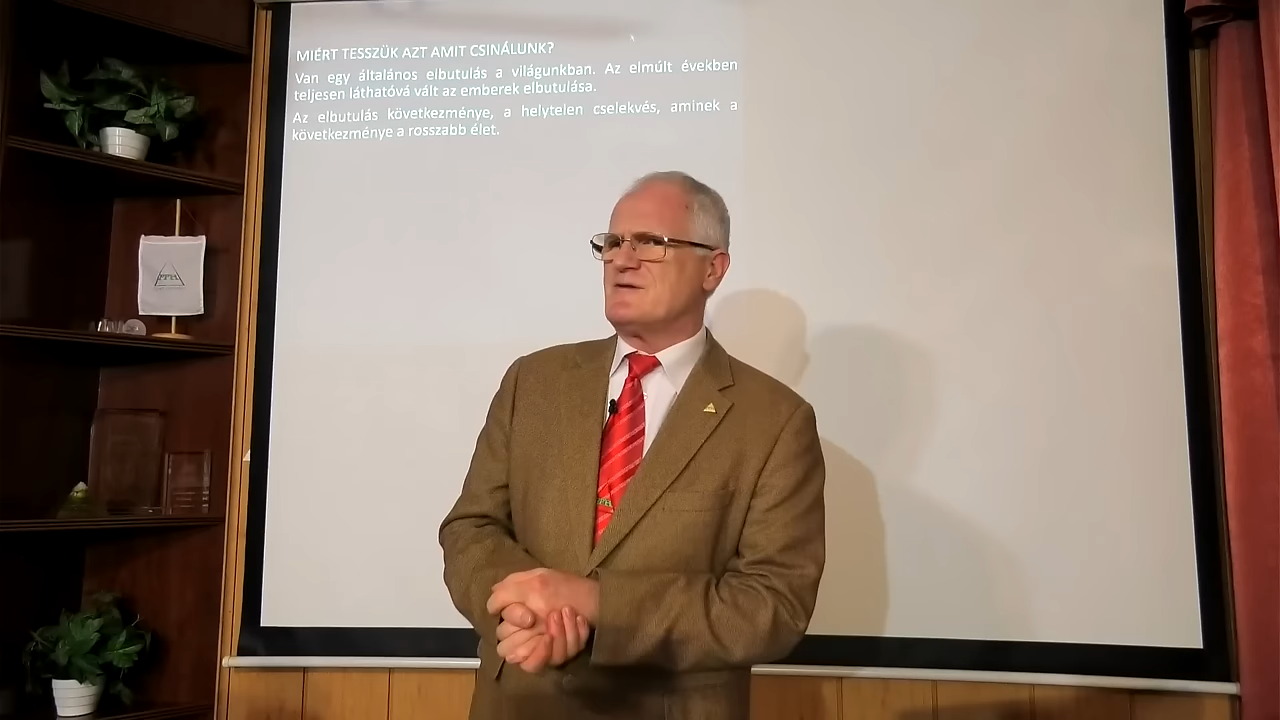 MIÉRT TESSZÜK AZT AMIT CSINÁLUNK?
Van egy általános elbutulás a világunkban. Az elmúlt években
teljesen láthatóvá vált az emberek elbutulása.
Az elbutulás következménye, a helytelen cselekvés, aminek a
következménye a rosszabb élet.